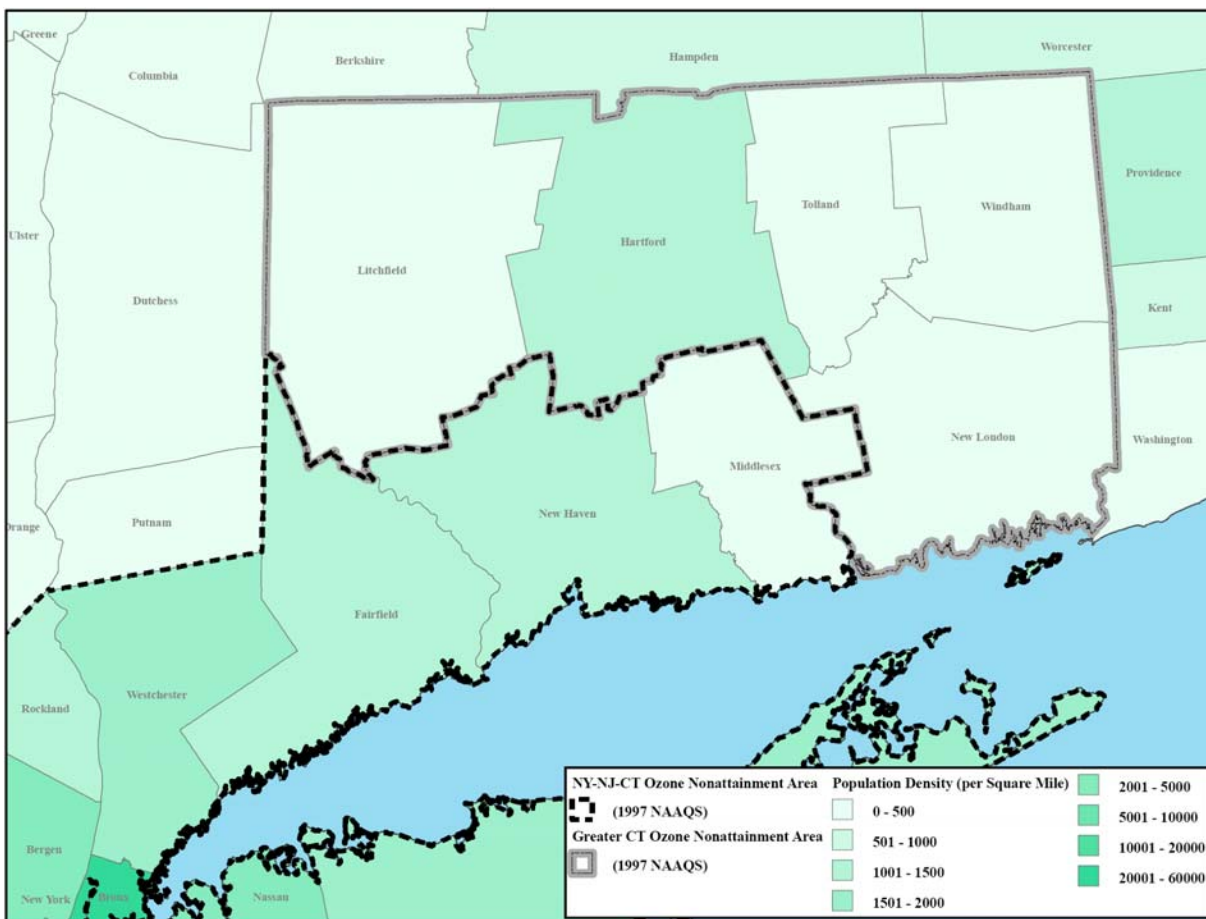 Greene
Columbia
Berkshire
Hampden
Worcester
Providence
Tolland
Windham
Hartford
Ulster
Litchfield
Dutchess
Kent
New London
Washington
Middlesex
New Haven
Putnam
Orange
Fairfield
Westchester
Rockland
Bergen
New York
Bronx
Nassau
NY-NJ-CT Ozone Nonattainment Area
(1997 NAAQS)
Greater CT Ozone Nonattainment Area
(1997 NAAQS)
Population Density (per Square Mile)
0 - 500
501 - 1000
1001 - 1500
1501 - 2000
2001 - 5000
5001 - 10000
10001 - 20000
20001 - 60000